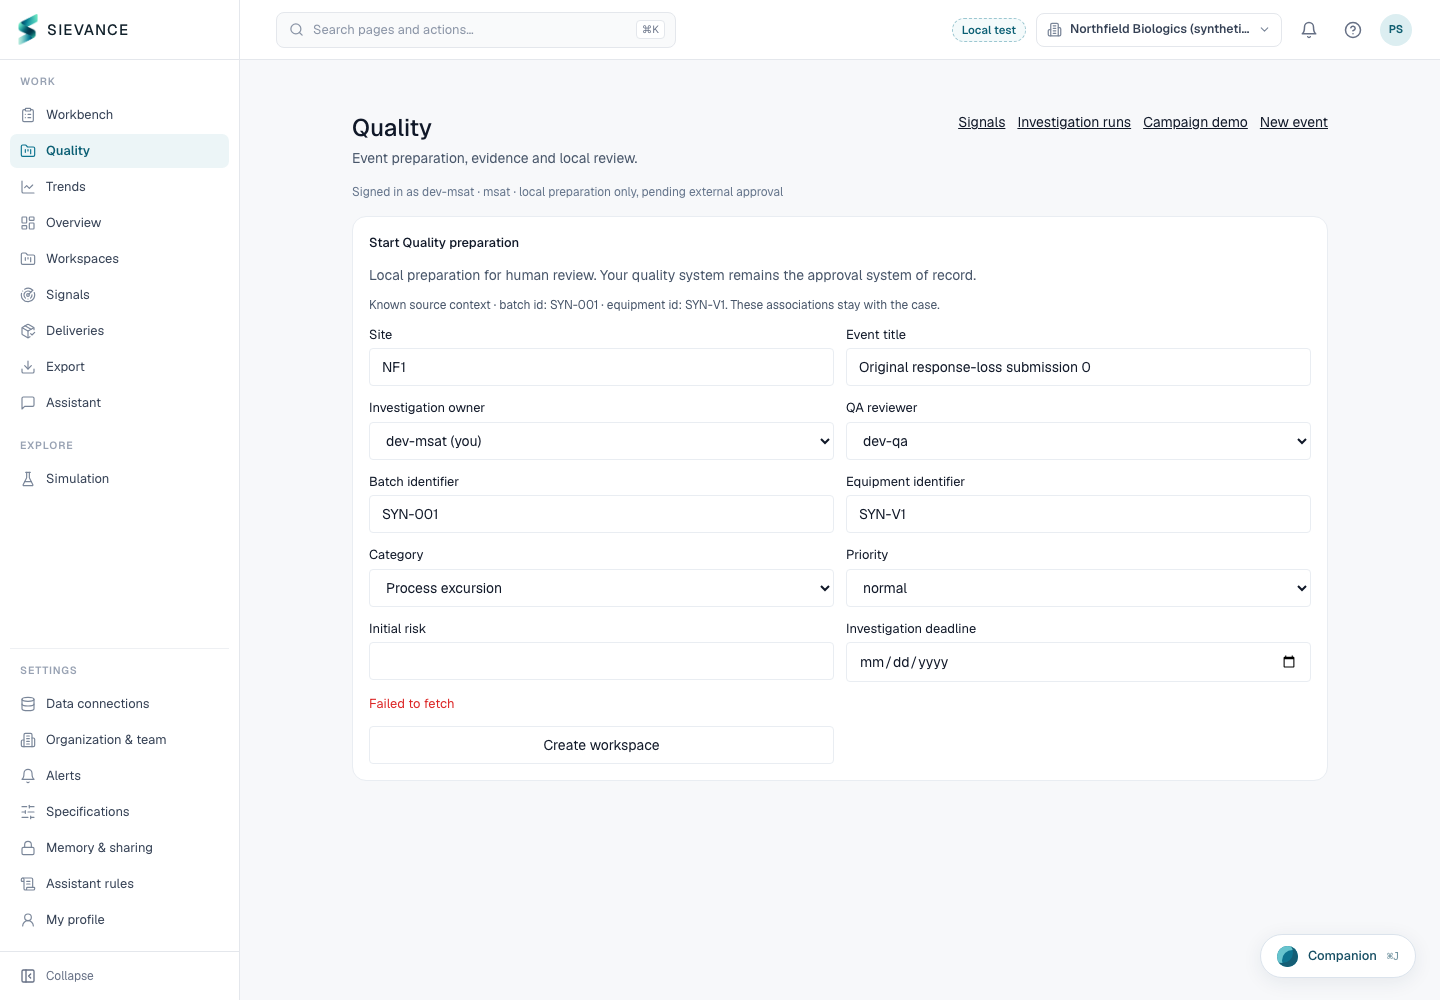 SIEVANCE
Search pages and actions...
⌘K
Local test
Northfield Biologics (syntheti...
PS
WORK
Workbench
Quality
Trends
Overview
Workspaces
Signals
Deliveries
Export
Assistant
EXPLORE
Simulation
SETTINGS
Data connections
Organization & team
Alerts
Specifications
Memory & sharing
Assistant rules
My profile
Collapse
Quality
Signals Investigation runs Campaign demo New event
Event preparation, evidence and local review.
Signed in as dev-msat · msat · local preparation only, pending external approval
Start Quality preparation
Local preparation for human review. Your quality system remains the approval system of record.
Known source context · batch id: SYN-001 · equipment id: SYN-V1. These associations stay with the case.
Site
NF1
Event title
Original response-loss submission 0
Investigation owner
dev-msat (you)
QA reviewer
dev-qa
Batch identifier
SYN-001
Equipment identifier
SYN-V1
Category
Process excursion
Priority
normal
Initial risk
Investigation deadline
mm/dd/yyyy
Failed to fetch
Create workspace
Companion ⌘J